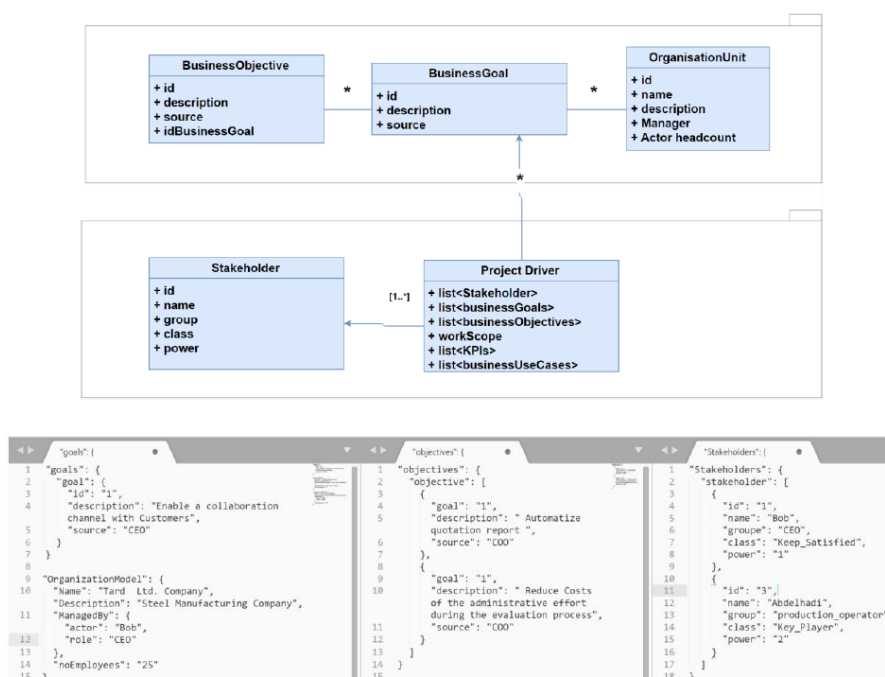 BusinessObjective
+ id
+ description
+ source
+ idBusinessGoal
*
BusinessGoal
+ id
+ description
+ source
*
OrganisationUnit
+ id
+ name
+ description
+ Manager
+ Actor headcount
*
Stakeholder
+ id
+ name
+ group
+ class
+ power
[1..*]
Project Driver
+ list<Stakeholder>
+ list<businessGoals>
+ list<businessObjectives>
+ workScope
+ list<KPIs>
+ list<businessUseCases>
"goals": {
1 "goals": {
2 "goal": {
3 "id": "1",
4 "description": "Enable a collaboration
channel with Customers",
5 "source": "CEO"
6 }
7 }
8
9 "OrganizationModel": {
10 "Name": "Tard Ltd. Company",
"Description": "Steel Manufacturing Company",
11 "ManagedBy": {
"actor": "Bob",
12 "role": "CEO"
13 },
14 "noEmployees": "25"
15 }
"objectives": {
1 "objectives": {
2 "objective": [
3 {
4 "goal": "1",
5 "description": " Automatize
quotation report ",
6 "source": "COO"
7 },
8 {
9 "goal": "1",
10 "description": " Reduce Costs
of the administrative effort
during the evaluation process",
11 "source": "COO"
12 }
13 ]
14 }
15
"Stakeholders": {
1 "Stakeholders": {
2 "stakeholder": [
3 {
4 "id": "1",
5 "name": "Bob",
6 "groupe": "CEO",
7 "class": "Keep_Satisfied",
8 "power": "1"
9 },
10 {
11 "id": "3",
12 "name": "Abdelhadi",
13 "group": "production_operator"
14 "class": "Key_Player",
15 "power": "2"
16 }
17 ]
18 }